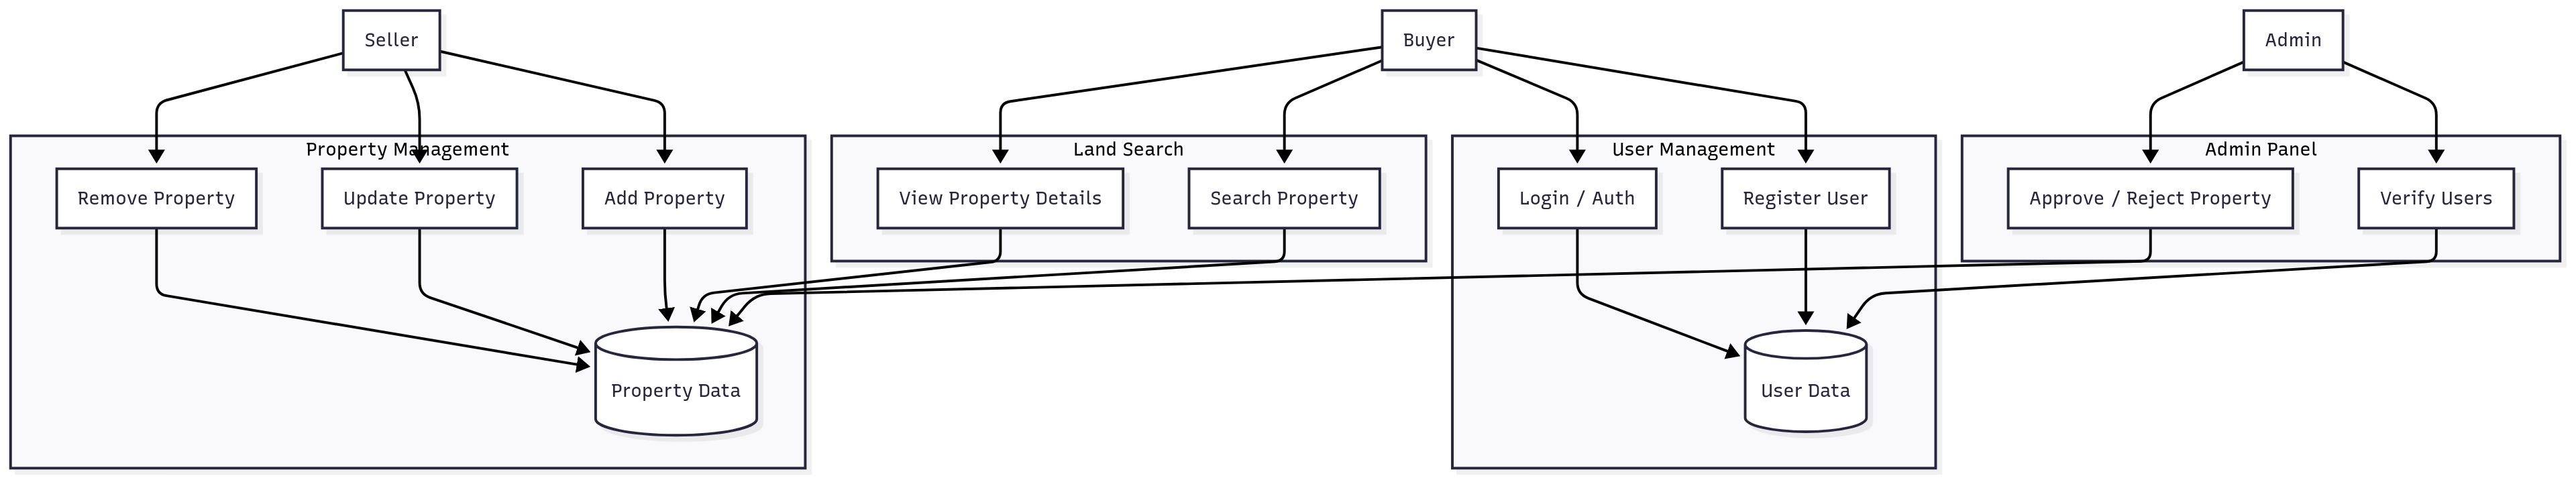 Seller
Buyer
Admin
Property Management
Land Search
User Management
Admin Panel
Remove Property
Update Property
Add Property
View Property Details
Search Property
Login / Auth
Register User
Approve / Reject Property
Verify Users
Property Data
User Data